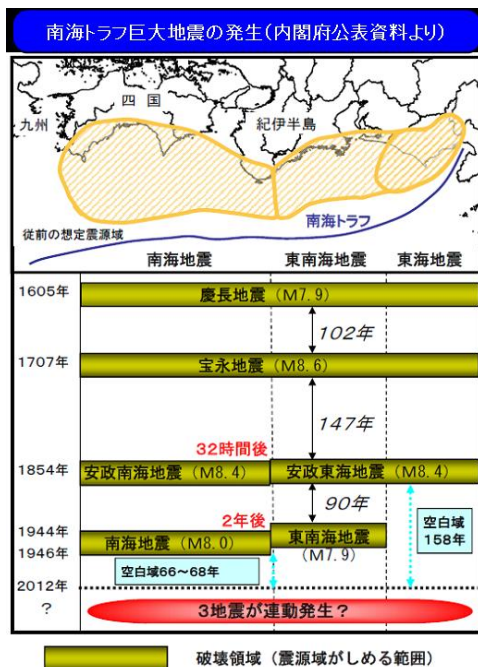 南海トラフ巨大地震の発生(内閣府公表資料より)
九州
四国
紀伊半島
南海トラフ
従前の想定震源域
南海地震
東南海地震
東海地震
1605年
慶長地震(M7.9)
102年
1707年
宝永地震(M8.6)
147年
32時間後
1854年
安政南海地震(M8.4)
安政東海地震(M8.4)
90年
空白域
158年
2年後
1944年
東南海地震
(M7.9)
1946年
南海地震(M8.0)
空白域66~68年
2012年
?
3地震が連動発生?
破壊領域(震源域がしめる範囲)